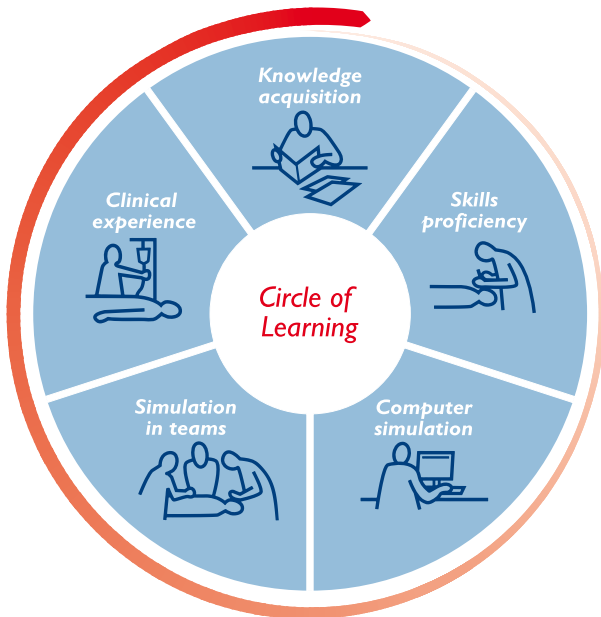 Knowledge
acquisition
Skills
proficiency
Computer
simulation
Simulation
in teams
Clinical
experience
Circle of
Learning